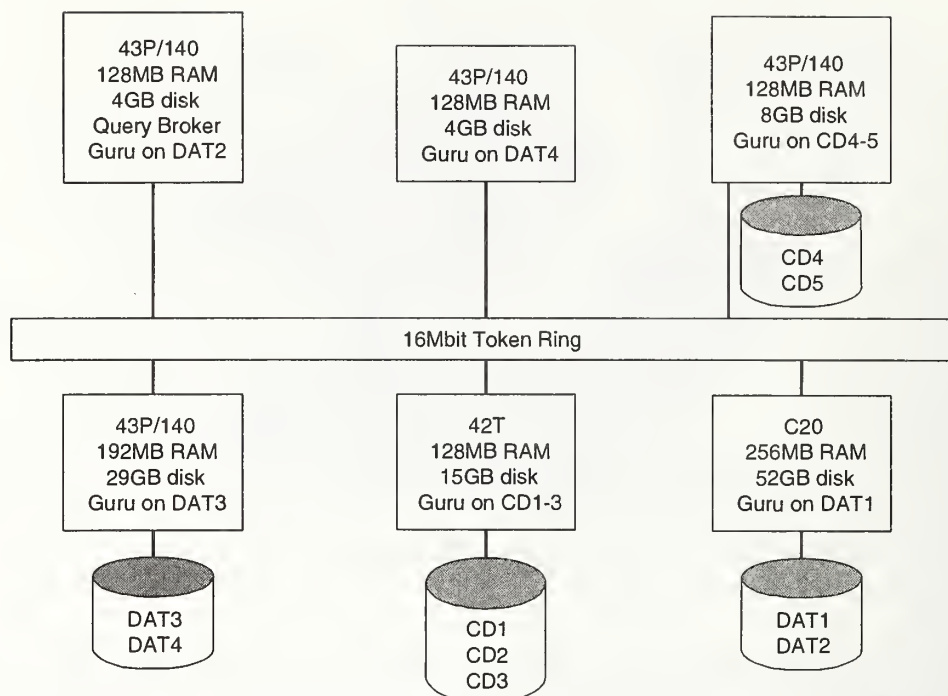 43P/140
128MB RAM
4GB disk
Query Broker
Guru on DAT2
43P/140
128MB RAM
4GB disk
Guru on DAT4
43P/140
128MB RAM
8GB disk
Guru on CD4-5
CD4
CD5
16Mbit Token Ring
43P/140
192MB RAM
29GB disk
Guru on DAT3
DAT3
DAT4
42T
128MB RAM
15GB disk
Guru on CD1-3
CD1
CD2
CD3
C20
256MB RAM
52GB disk
Guru on DAT1
DAT1
DAT2